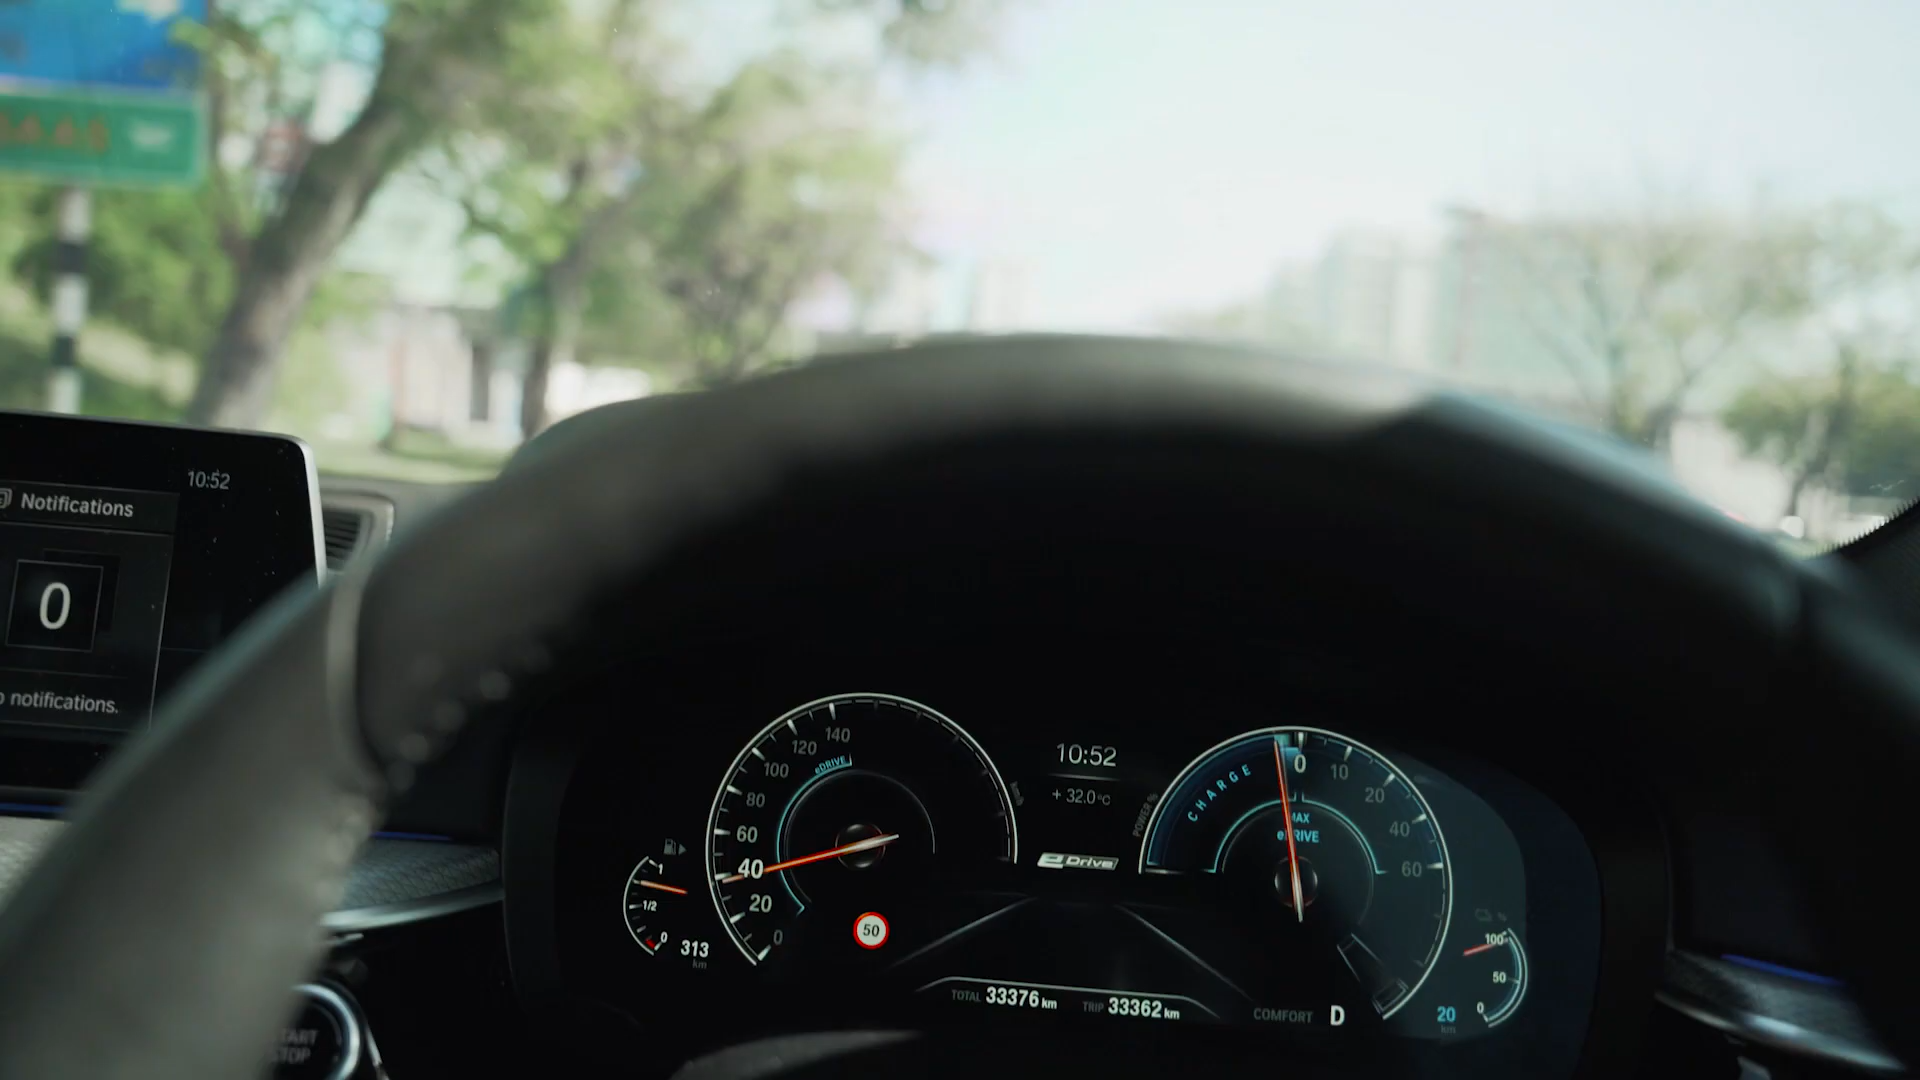 10:52
Notifications
0
notifications.
START
STOP
140
120
100
80
60
40
20
0
eDRIVE
km/h
50
1
1/2
0
313
km
10:52
+ 32.0°C
eDrive
TOTAL 33376 km
TRIP 33362 km
POWER %
CHARGE
0
10
20
40
60
MAX
eDRIVE
COMFORT D
100
50
0
20
km